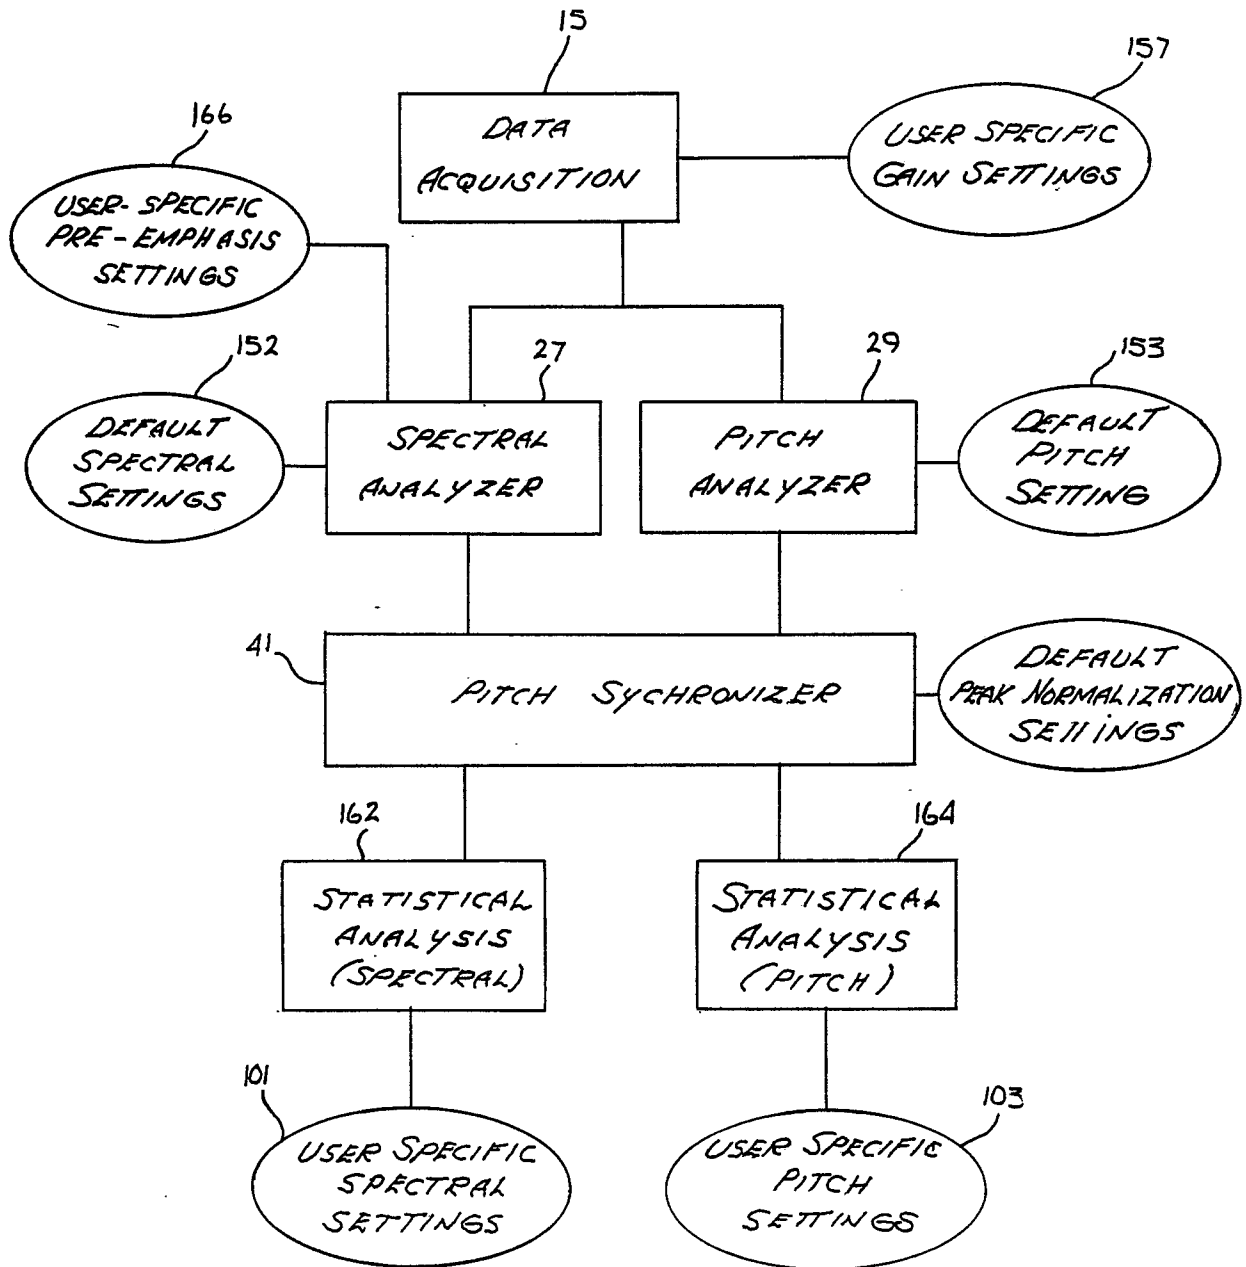 15
157
166
DATA
ACQUISITION
USER SPECIFIC
GAIN SETTINGS
USER-SPECIFIC
PRE-EMPHASIS
SETTINGS
152
27
29
153
DEFAULT
SPECTRAL
SETTINGS
SPECTRAL
ANALYZER
PITCH
ANALYZER
DEFAULT
PITCH
SETTING
41
PITCH SYCHRONIZER
DEFAULT
PEAK NORMALIZATION
SETTINGS
162
164
STATISTICAL
ANALYSIS
(SPECTRAL)
STATISTICAL
ANALYSIS
(PITCH)
101
103
USER SPECIFIC
SPECTRAL
SETTINGS
USER SPECIFIC
PITCH
SETTINGS